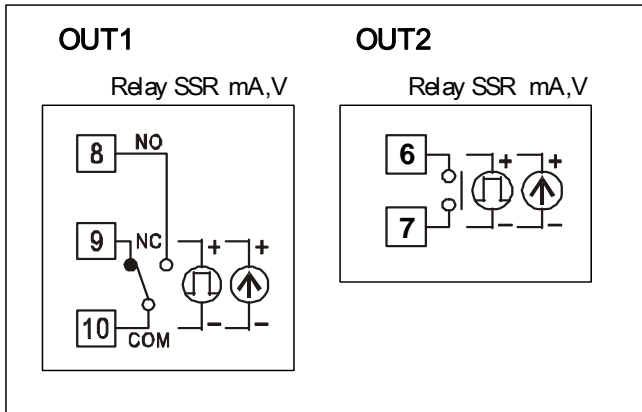 OUT1 OUT2
Relay SSR mA,V Relay SSR mA,V
8 NO
9 NC
10 COM
+ +
- -
6
7
+ +
- -